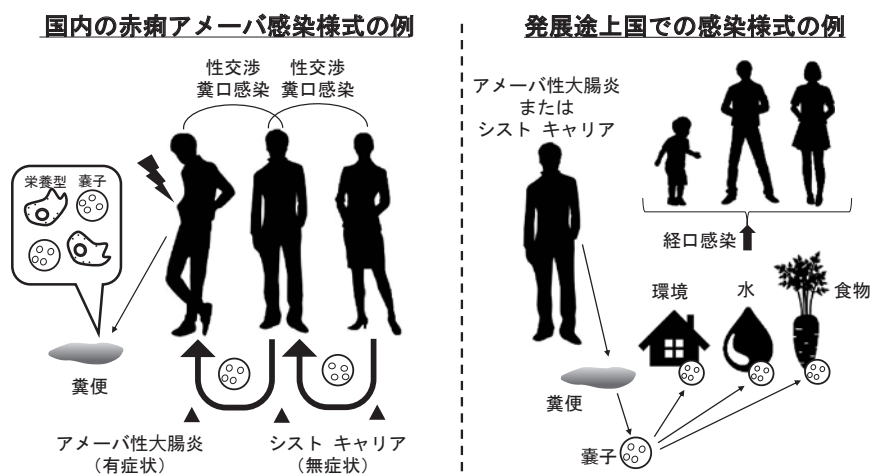 国内の赤痢アメーバ感染様式の例
性交渉
糞口感染
性交渉
糞口感染
栄養型
嚢子
糞便
アメーバ性大腸炎
（有症状）
シスト キャリア
（無症状）
発展途上国での感染様式の例
アメーバ性大腸炎
または
シスト キャリア
経口感染
環境
水
食物
糞便
嚢子